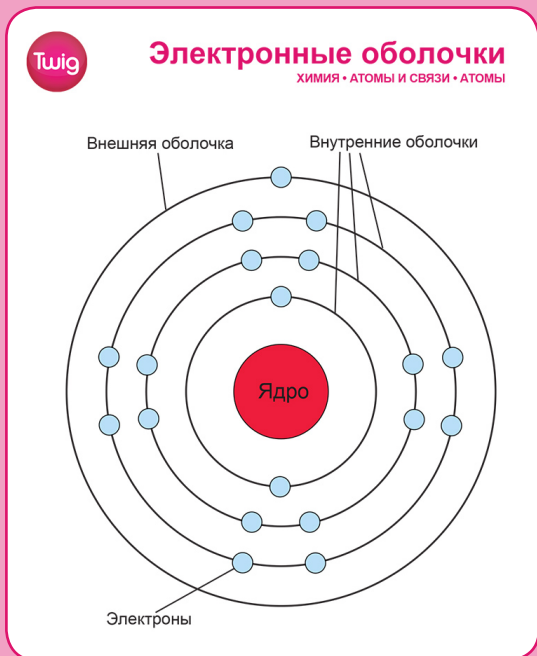 Twig
Электронные оболочки
ХИМИЯ • АТОМЫ И СВЯЗИ • АТОМЫ
Внешняя оболочка
Внутренние оболочки
Ядро
Электроны